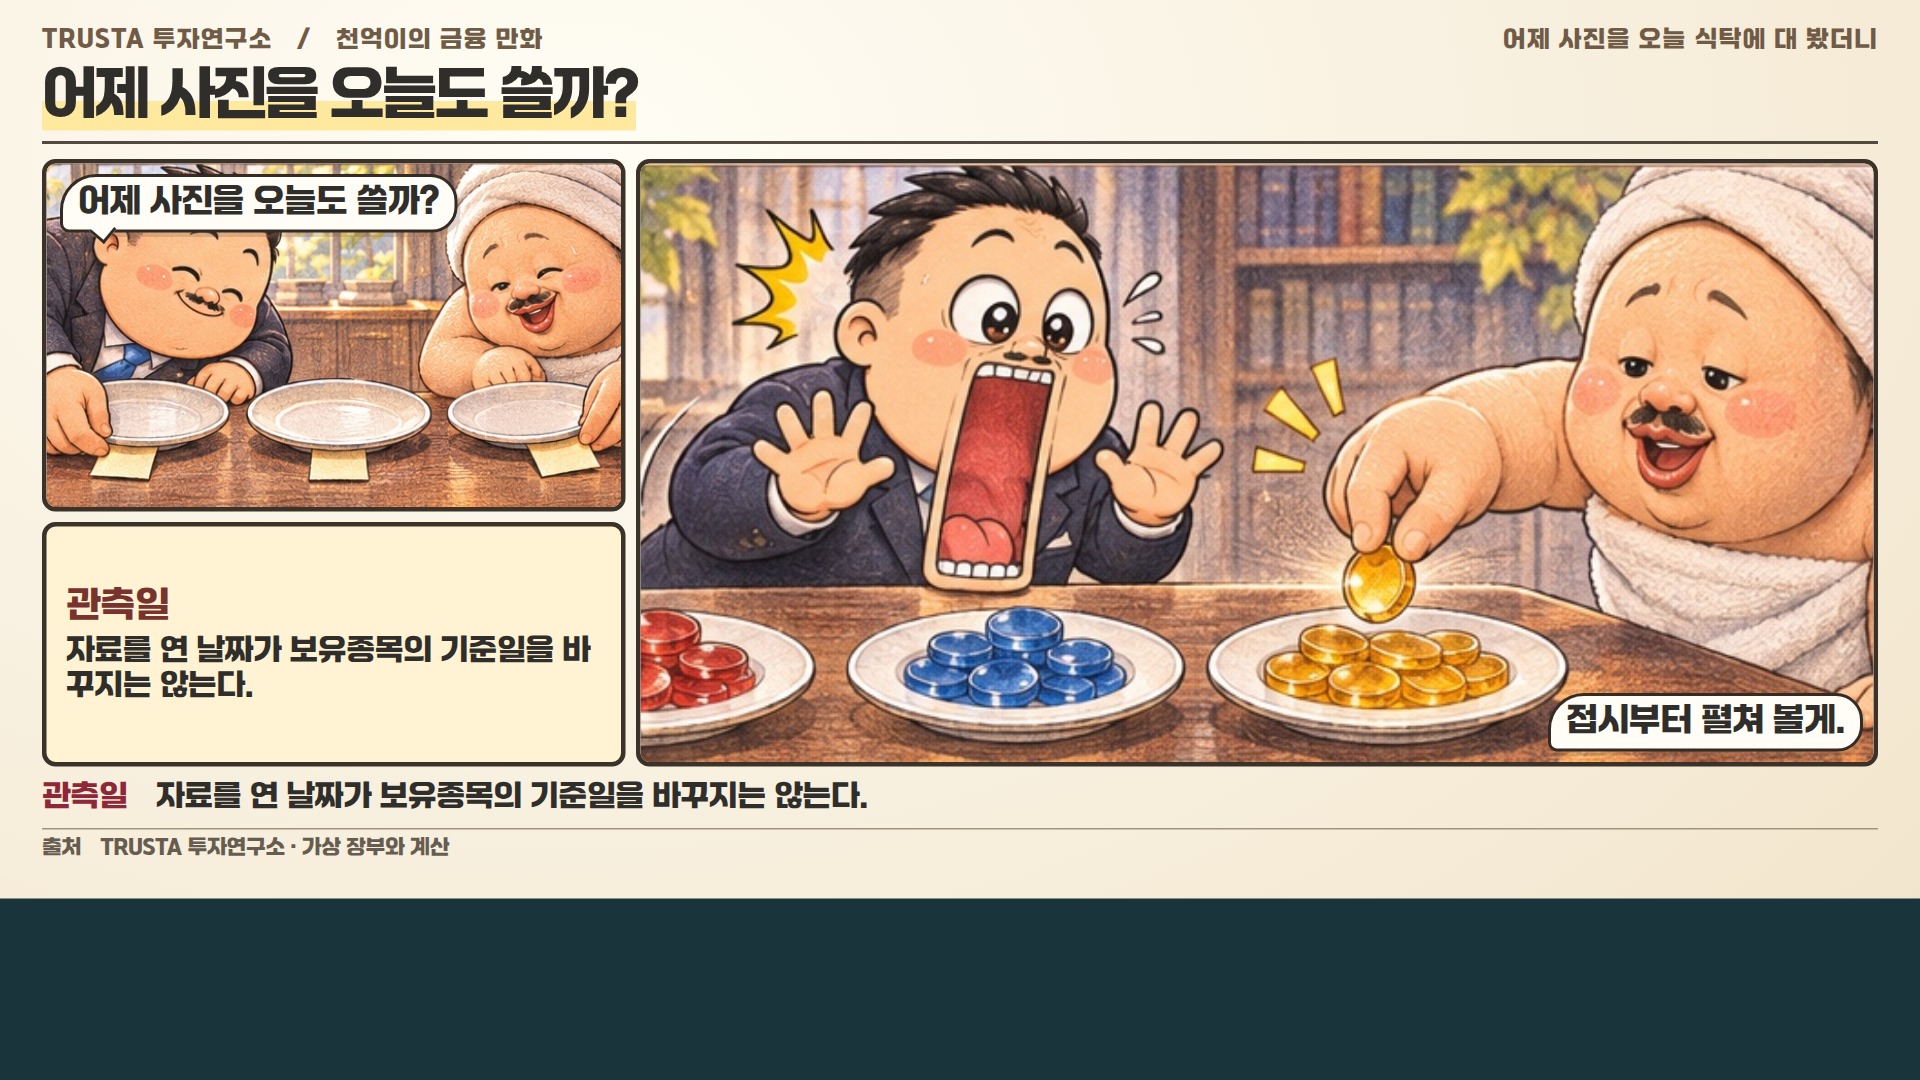 TRUSTA 투자연구소 / 천억이의 금융 만화
어제 사진을 오늘 식탁에 대 봤더니
어제 사진을 오늘도 쓸까?
어제 사진을 오늘도 쓸까?
관측일
자료를 연 날짜가 보유종목의 기준일을 바
꾸지는 않는다.
접시부터 펼쳐 볼게.
관측일 자료를 연 날짜가 보유종목의 기준일을 바꾸지는 않는다.
출처 TRUSTA 투자연구소 · 가상 장부와 계산